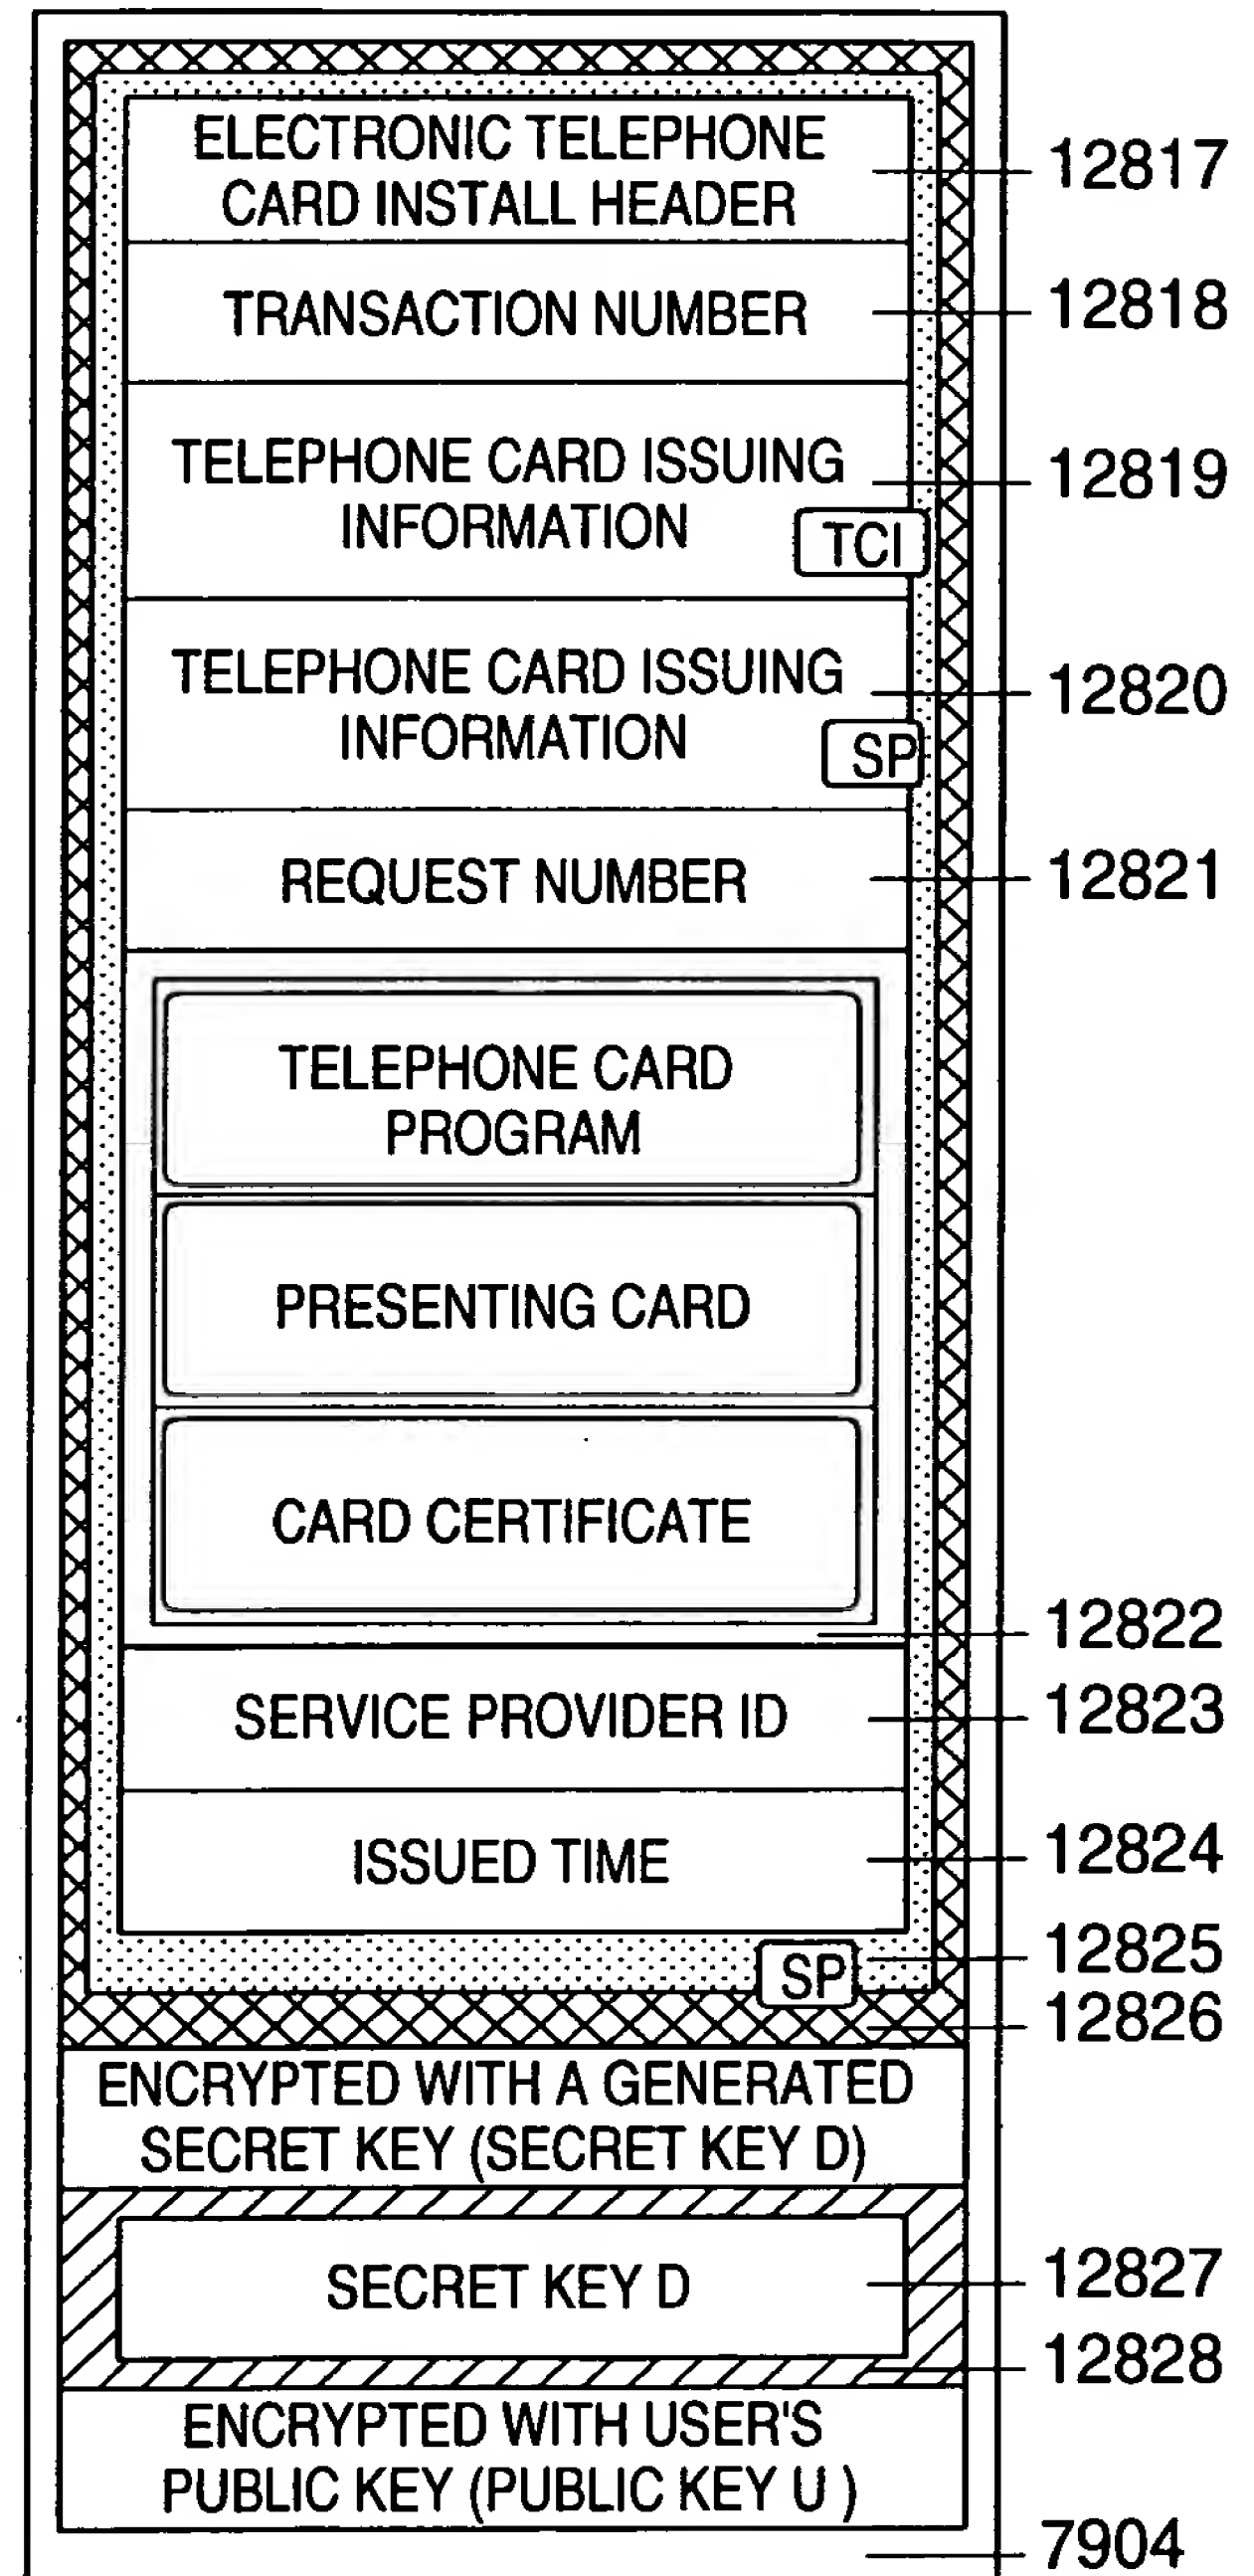 ELECTRONIC TELEPHONE
CARD INSTALL HEADER
12817
TRANSACTION NUMBER
12818
TELEPHONE CARD ISSUING
INFORMATION
12819
TCI
TELEPHONE CARD ISSUING
INFORMATION
12820
SP
REQUEST NUMBER
12821
TELEPHONE CARD
PROGRAM
PRESENTING CARD
CARD CERTIFICATE
12822
SERVICE PROVIDER ID
12823
ISSUED TIME
12824
SP
12825
12826
ENCRYPTED WITH A GENERATED
SECRET KEY (SECRET KEY D)
SECRET KEY D
12827
12828
ENCRYPTED WITH USER'S
PUBLIC KEY (PUBLIC KEY U )
7904